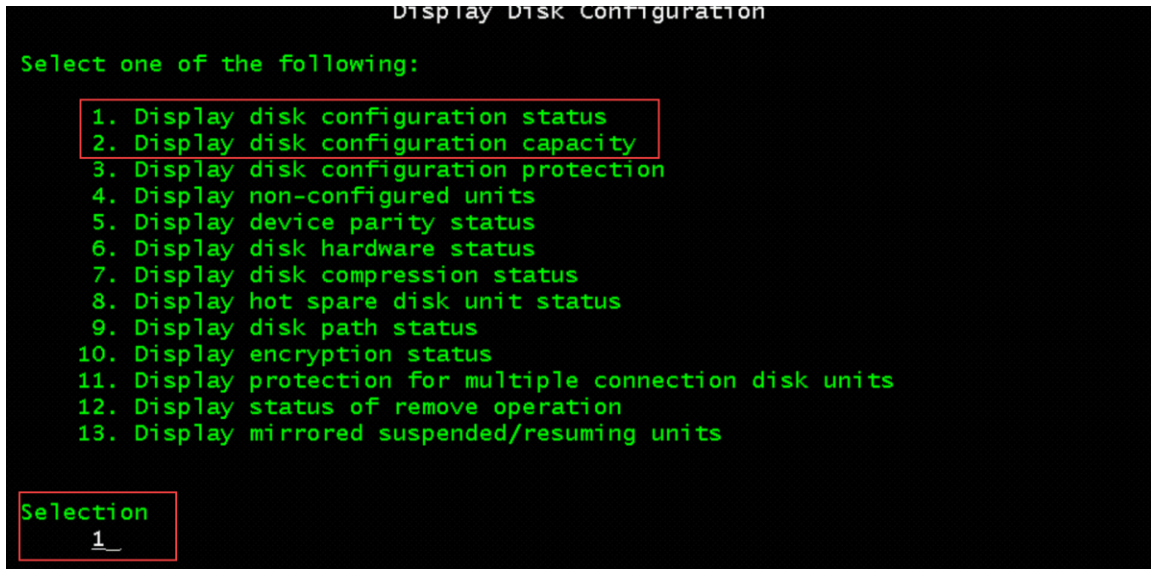 Display Disk Configuration
Select one of the following:
1. Display disk configuration status
2. Display disk configuration capacity
3. Display disk configuration protection
4. Display non-configured units
5. Display device parity status
6. Display disk hardware status
7. Display disk compression status
8. Display hot spare disk unit status
9. Display disk path status
10. Display encryption status
11. Display protection for multiple connection disk units
12. Display status of remove operation
13. Display mirrored suspended/resuming units
Selection
1_